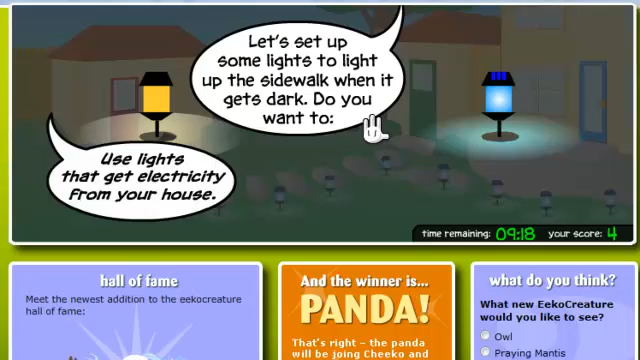 Let's set up
some lights to light
up the sidewalk when it
gets dark. Do you
want to:
Use lights
that get electricity
from your house.
time remaining: 09:18 your score: 4
hall of fame
Meet the newest addition to the eekocreature
hall of fame:
And the winner is...
PANDA!
That's right – the panda
will be joing Cheeko and
what do you think?
What new EekoCreature
would you like to see?
Owl
Praying Mantis